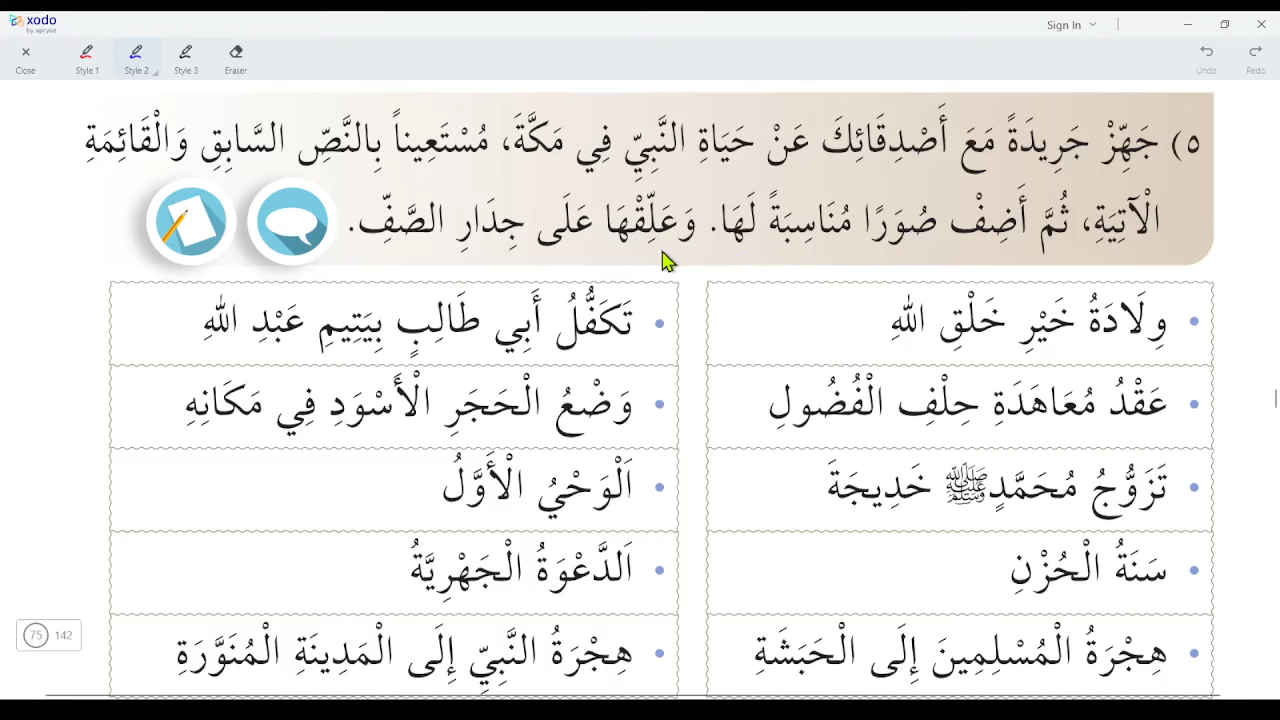 xodo
by apryse
Sign In
Close
Style 1
Style 2
Style 3
Eraser
Undo
Redo
٥) جَهِّزْ جَرِيدَةً مَعَ أَصْدِقَائِكَ عَنْ حَيَاةِ النَّبِيِّ فِي مَكَّةَ، مُسْتَعِيناً بِالنَّصِّ السَّابِقِ وَالْقَائِمَةِ
الْآتِيَةِ، ثُمَّ أَضِفْ صُوَرًا مُنَاسِبَةً لَهَا. وَعَلِّقْهَا عَلَى جِدَارِ الصَّفِّ.
• وِلَادَةُ خَيْرِ خَلْقِ اللهِ
• تَكَفُّلُ أَبِي طَالِبٍ بِيَتِيمِ عَبْدِ اللهِ
• عَقْدُ مُعَاهَدَةِ حِلْفِ الْفُضُولِ
• وَضْعُ الْحَجَرِ الْأَسْوَدِ فِي مَكَانِهِ
• تَزَوُّجُ مُحَمَّدٍ ﷺ خَدِيجَةَ
• اَلْوَحْيُ الْأَوَّلُ
• سَنَةُ الْحُزْنِ
• اَلدَّعْوَةُ الْجَهْرِيَّةُ
• هِجْرَةُ الْمُسْلِمِينَ إِلَى الْحَبَشَةِ
• هِجْرَةُ النَّبِيِّ إِلَى الْمَدِينَةِ الْمُنَوَّرَةِ
75 142